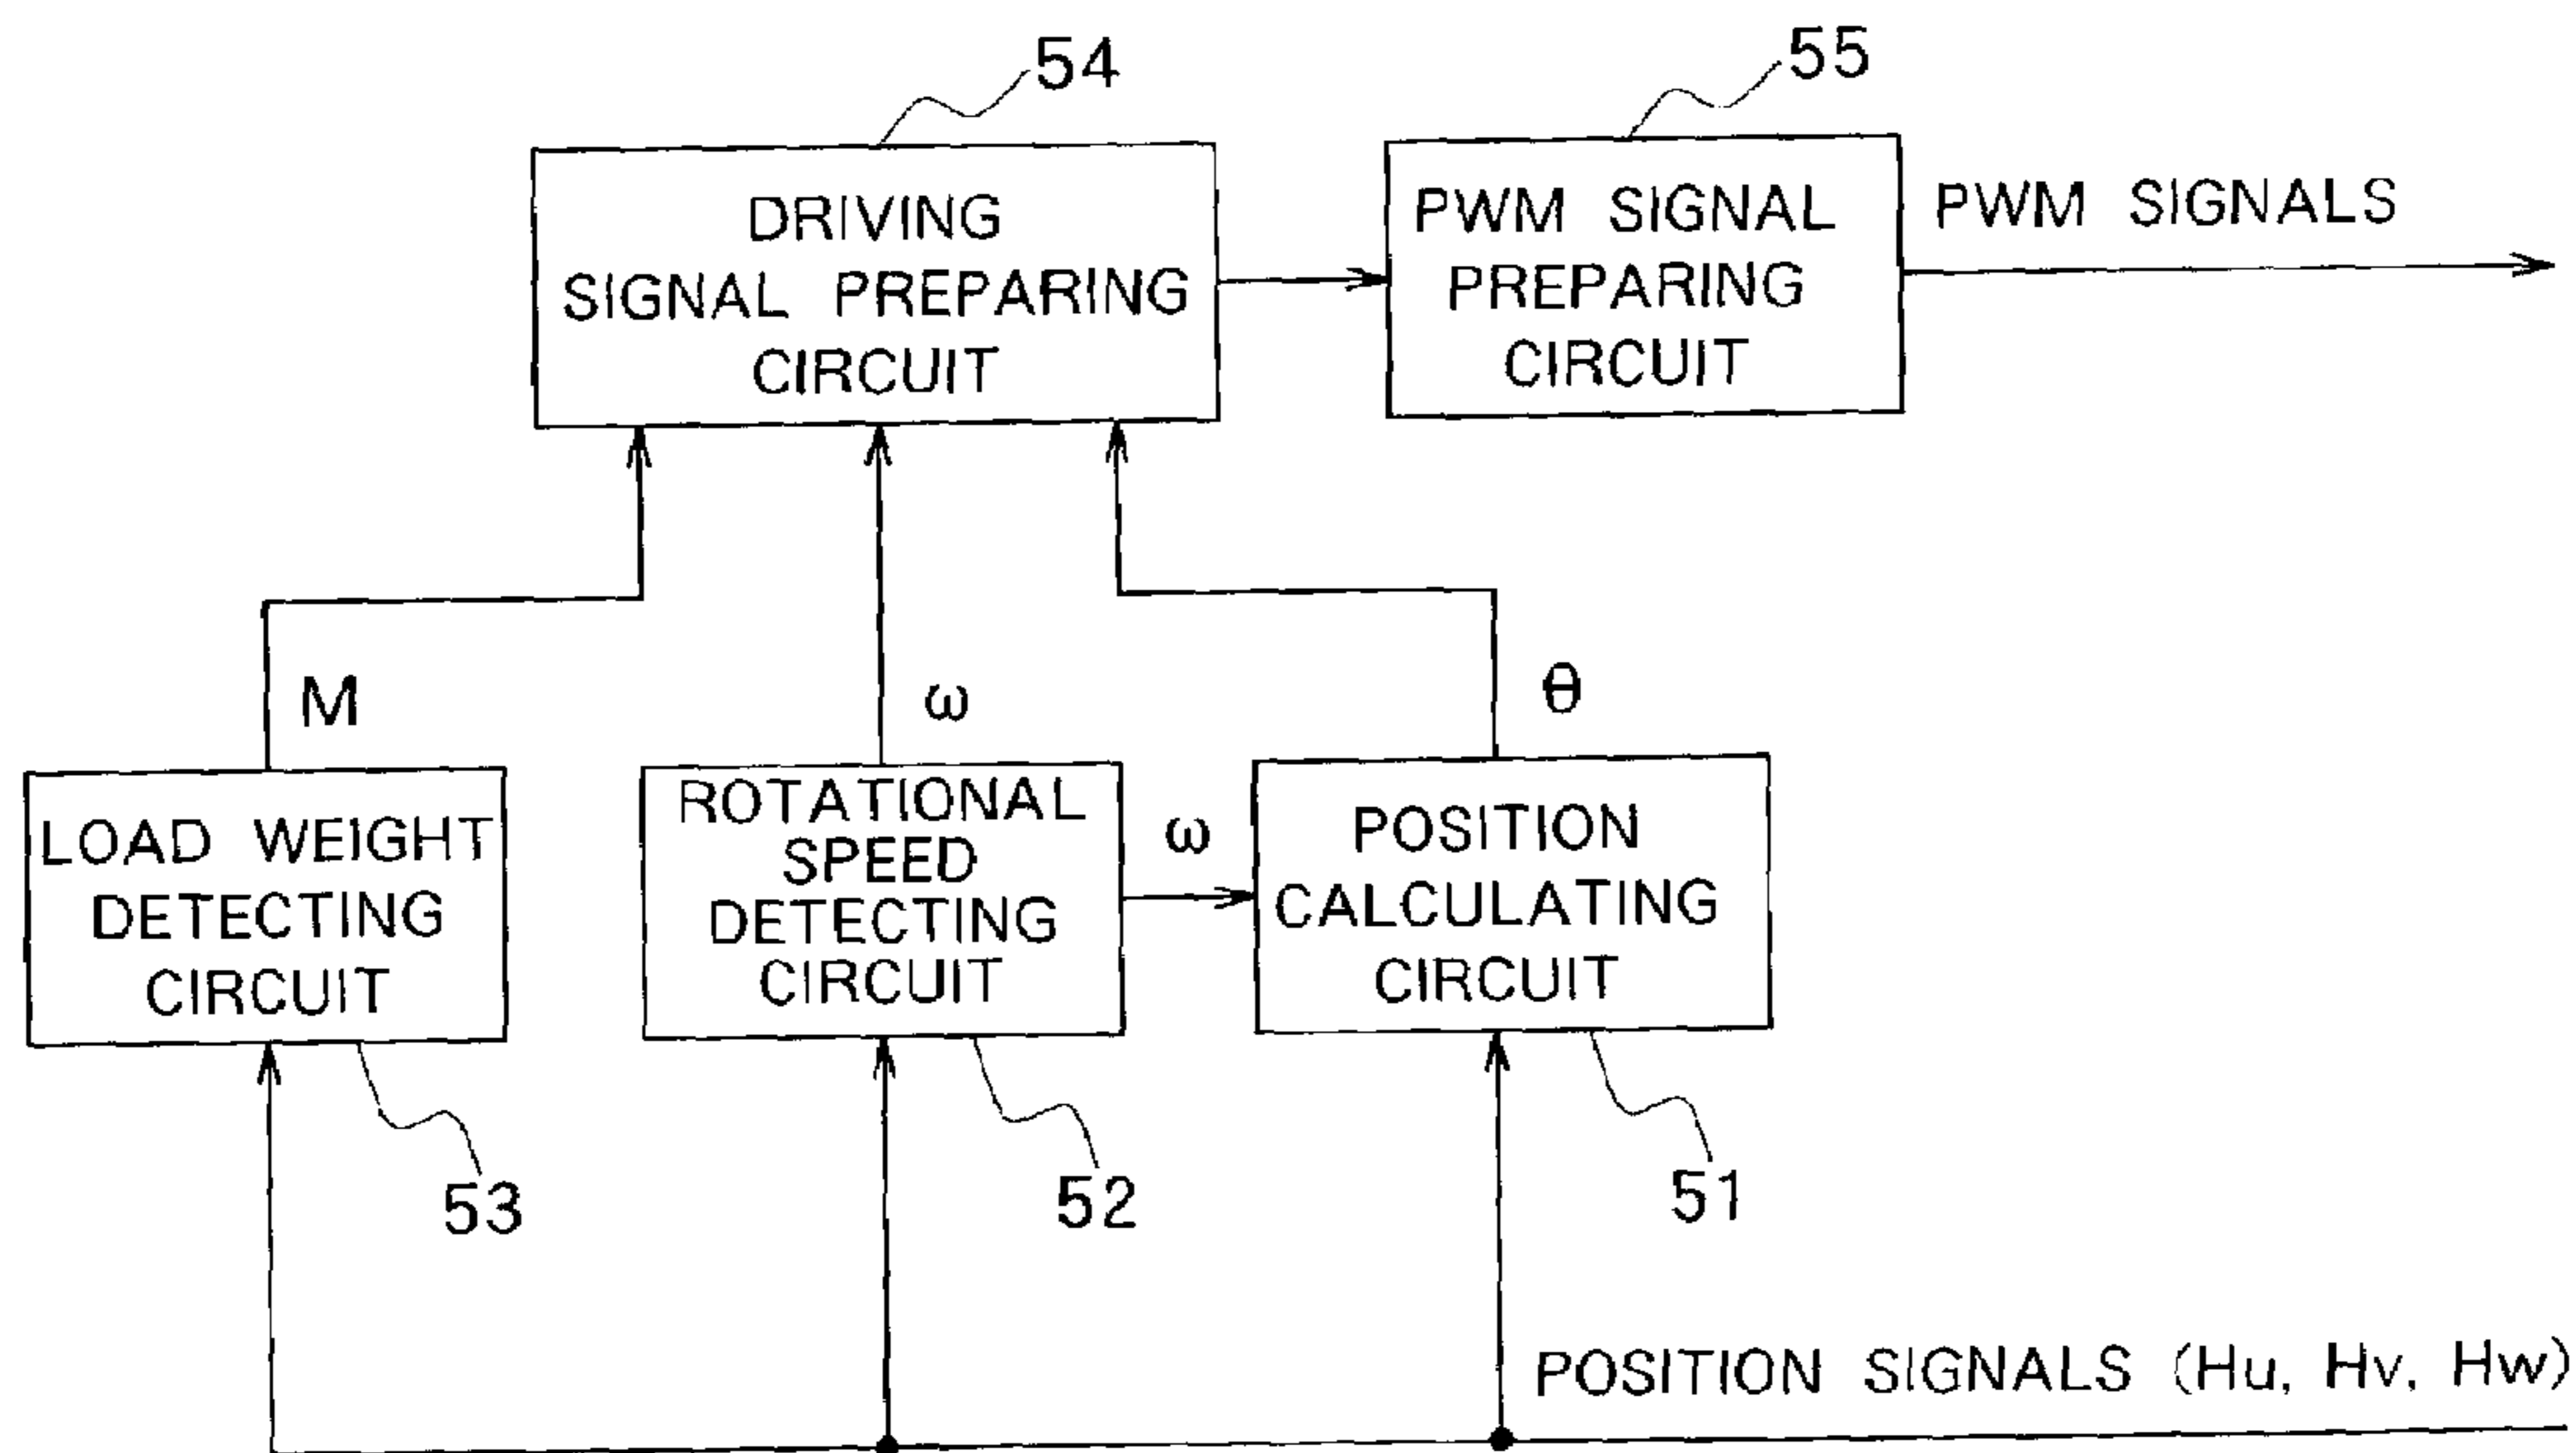 54
55
DRIVING
SIGNAL PREPARING
CIRCUIT
PWM SIGNAL
PREPARING
CIRCUIT
PWM SIGNALS
M
ω
θ
LOAD WEIGHT
DETECTING
CIRCUIT
ROTATIONAL
SPEED
DETECTING
CIRCUIT
ω
POSITION
CALCULATING
CIRCUIT
53
52
51
POSITION SIGNALS (Hu, Hv, Hw)